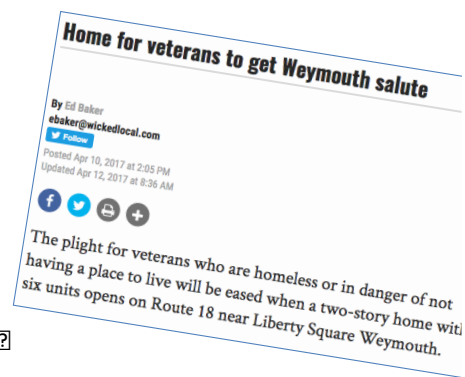 Home for veterans to get Weymouth salute
By Ed Baker
ebaker@wickedlocal.com
Follow
Posted Apr 10, 2017 at 2:05 PM
Updated Apr 12, 2017 at 8:36 AM
The plight for veterans who are homeless or in danger of not
having a place to live will be eased when a two-story home with
six units opens on Route 18 near Liberty Square Weymouth.